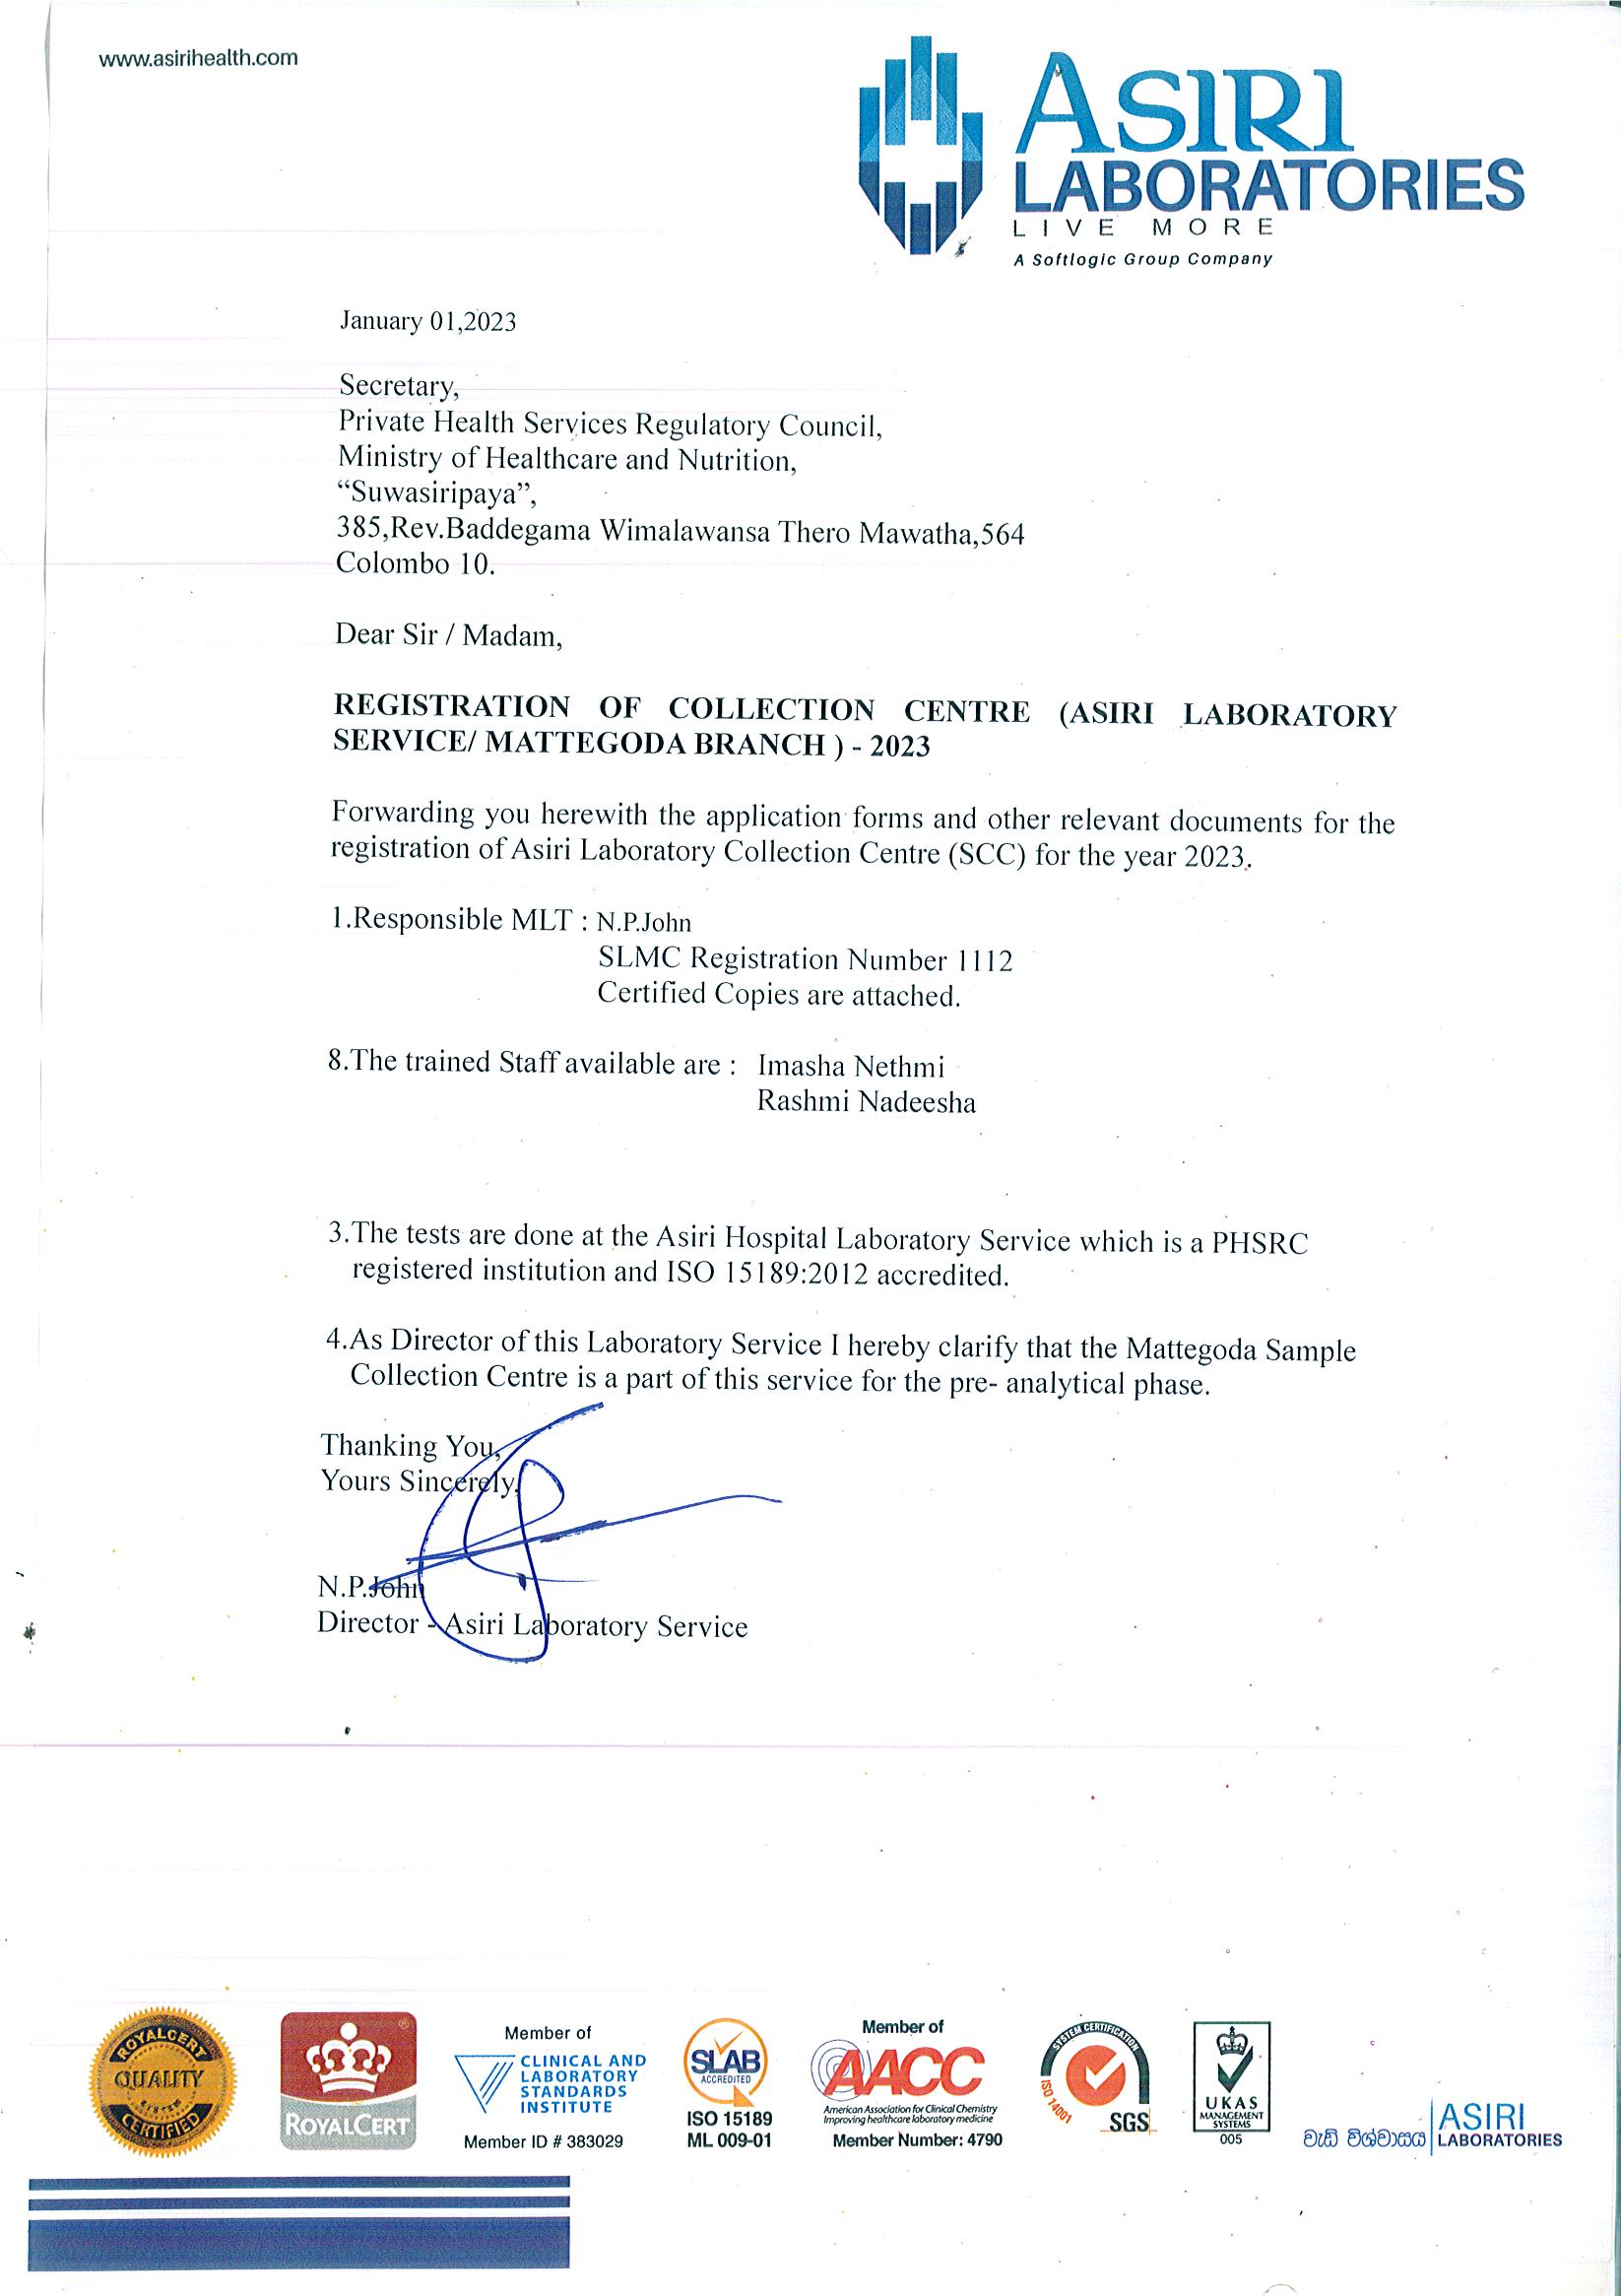 www.asirihealth.com
ASIRI
LABORATORIES
LIVE MORE
A Softlogic Group Company
January 01,2023
Secretary,
Private Health Services Regulatory Council,
Ministry of Healthcare and Nutrition,
“Suwasiripaya”,
385,Rev.Baddegama Wimalawansa Thero Mawatha,564
Colombo 10.
Dear Sir / Madam,
REGISTRATION OF COLLECTION CENTRE (ASIRI LABORATORY
SERVICE/ MATTEGODA BRANCH ) - 2023
Forwarding you herewith the application forms and other relevant documents for the
registration of Asiri Laboratory Collection Centre (SCC) for the year 2023.
1.Responsible MLT : N.P.John
SLMC Registration Number 1112
Certified Copies are attached.
8.The trained Staff available are : Imasha Nethmi
Rashmi Nadeesha
3.The tests are done at the Asiri Hospital Laboratory Service which is a PHSRC
registered institution and ISO 15189:2012 accredited.
4.As Director of this Laboratory Service I hereby clarify that the Mattegoda Sample
Collection Centre is a part of this service for the pre- analytical phase.
Thanking You,
Yours Sincerely,
N.P.John
Director - Asiri Laboratory Service
ROYALCERT
QUALITY
SYSTEM
CERTIFIED
ROYALCERT
Member of
CLINICAL AND
LABORATORY
STANDARDS
INSTITUTE
Member ID # 383029
SLAB
ACCREDITED
ISO 15189
ML 009-01
Member of
AACC
American Association for Clinical Chemistry
Improving healthcare laboratory medicine
Member Number: 4790
SYSTEM CERTIFICATION
ISO 14001
SGS
UKAS
MANAGEMENT
SYSTEMS
005
වැඩි විශ්වාසය
ASIRI
LABORATORIES